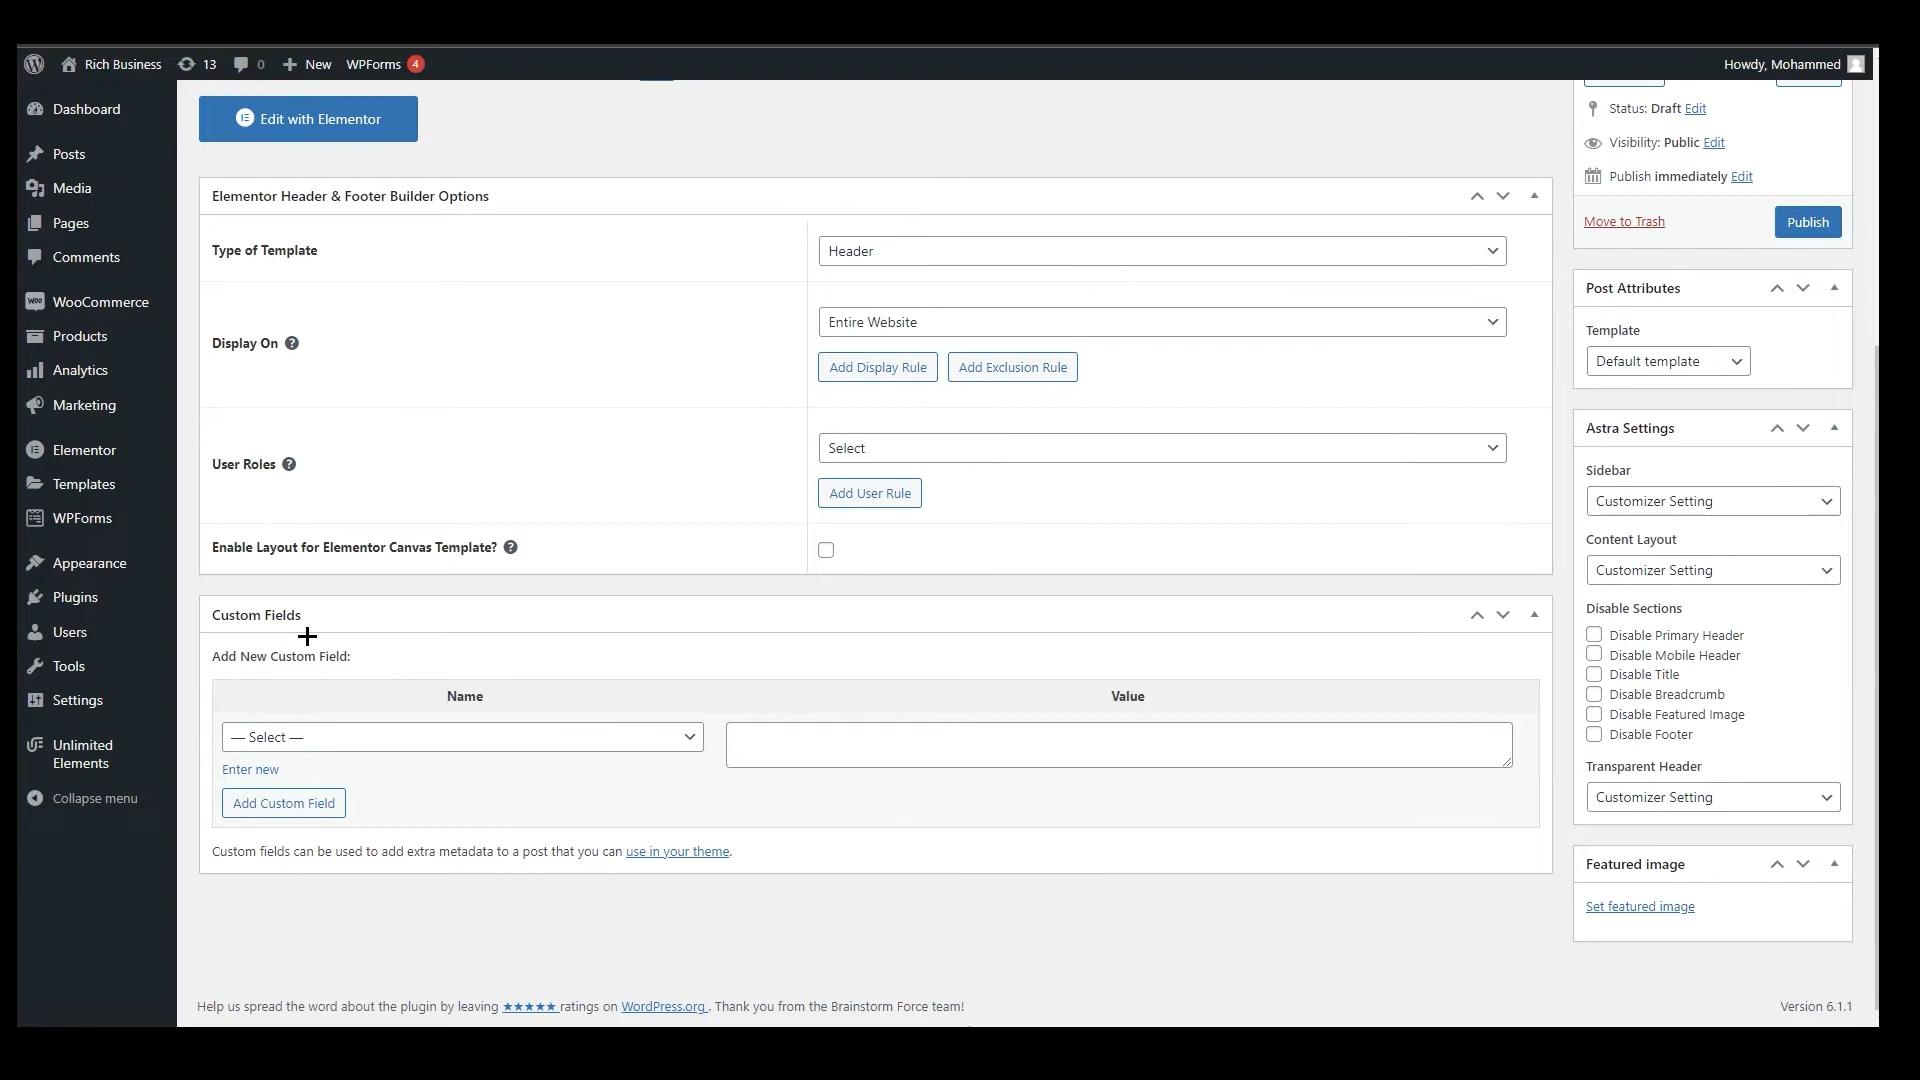 Rich Business 13 0 New WPForms 4 Howdy, Mohammed
Dashboard
Posts
Media
Pages
Comments
WooCommerce
Products
Analytics
Marketing
Elementor
Templates
WPForms
Appearance
Plugins
Users
Tools
Settings
Unlimited
Elements
Collapse menu
Edit with Elementor
Elementor Header & Footer Builder Options
Type of Template
Header
Display On ?
Entire Website
Add Display Rule Add Exclusion Rule
User Roles ?
Select
Add User Rule
Enable Layout for Elementor Canvas Template? ?
Custom Fields
Add New Custom Field:
Name Value
— Select —
Enter new
Add Custom Field
Custom fields can be used to add extra metadata to a post that you can use in your theme.
Status: Draft Edit
Visibility: Public Edit
Publish immediately Edit
Move to Trash Publish
Post Attributes
Template
Default template
Astra Settings
Sidebar
Customizer Setting
Content Layout
Customizer Setting
Disable Sections
Disable Primary Header
Disable Mobile Header
Disable Title
Disable Breadcrumb
Disable Featured Image
Disable Footer
Transparent Header
Customizer Setting
Featured image
Set featured image
Help us spread the word about the plugin by leaving ★★★★★ ratings on WordPress.org . Thank you from the Brainstorm Force team! Version 6.1.1